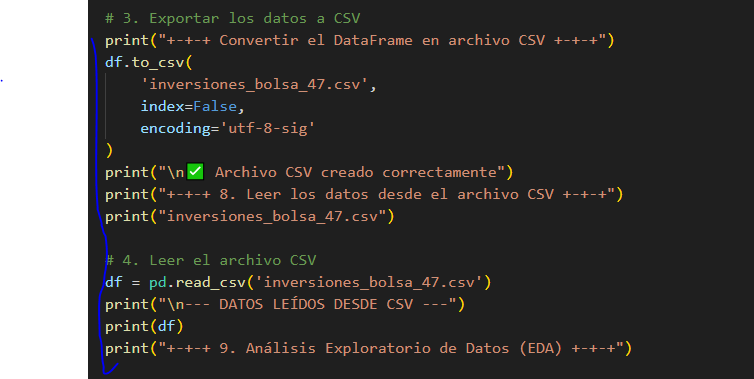 # 3. Exportar los datos a CSV
print("+-+-+ Convertir el DataFrame en archivo CSV +-+-+")
df.to_csv(
    'inversiones_bolsa_47.csv',
    index=False,
    encoding='utf-8-sig'
)
print("\n✅ Archivo CSV creado correctamente")
print("+-+-+ 8. Leer los datos desde el archivo CSV +-+-+")
print("inversiones_bolsa_47.csv")

# 4. Leer el archivo CSV
df = pd.read_csv('inversiones_bolsa_47.csv')
print("\n--- DATOS LEÍDOS DESDE CSV ---")
print(df)
print("+-+-+ 9. Análisis Exploratorio de Datos (EDA) +-+-+")